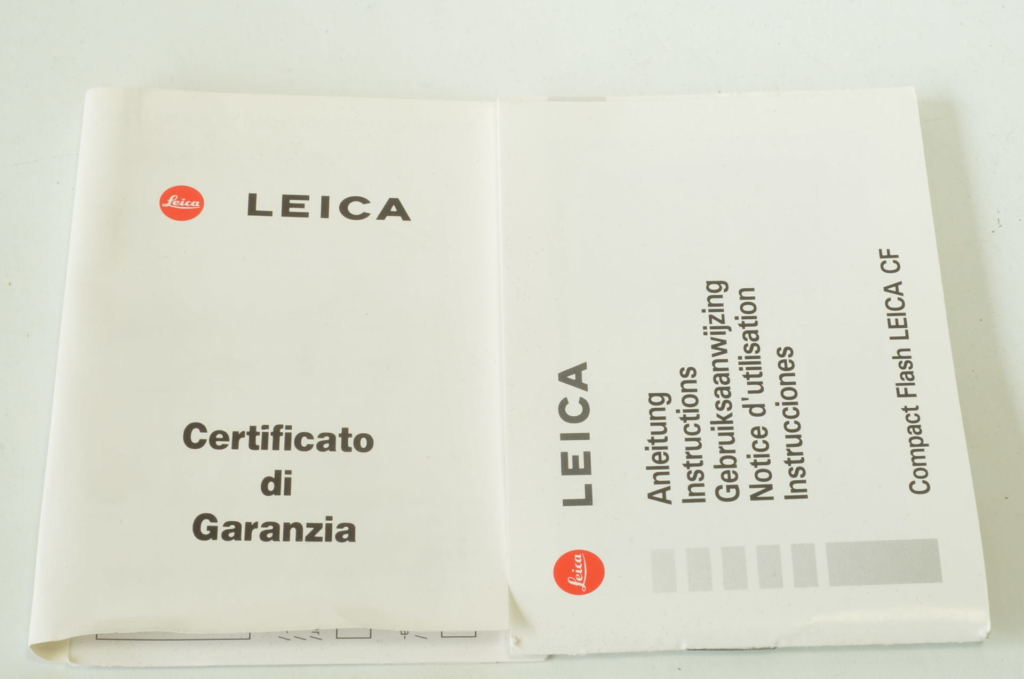 Leica
LEICA
Certificato
di
Garanzia
Leica
LEICA
Anleitung
Instructions
Gebruiksaanwijzing
Notice d'utilisation
Instrucciones
Compact Flash LEICA CF